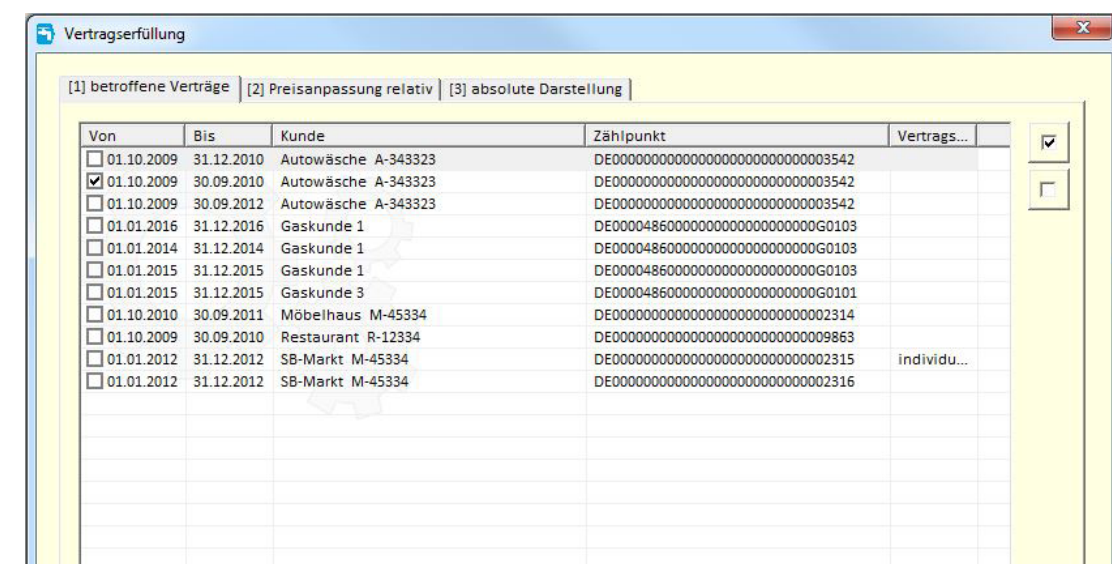 Vertragserfüllung
[1] betroffene Verträge [2] Preisanpassung relativ [3] absolute Darstellung
Von Bis Kunde Zählpunkt Vertrags...
01.10.2009 31.12.2010 Autowäsche A-343323 DE0000000000000000000000000003542
01.10.2009 30.09.2010 Autowäsche A-343323 DE0000000000000000000000000003542
01.10.2009 30.09.2012 Autowäsche A-343323 DE0000000000000000000000000003542
01.01.2016 31.12.2016 Gaskunde 1 DE00004860000000000000000000G0103
01.01.2014 31.12.2014 Gaskunde 1 DE00004860000000000000000000G0103
01.01.2015 31.12.2015 Gaskunde 1 DE00004860000000000000000000G0103
01.01.2015 31.12.2015 Gaskunde 3 DE00004860000000000000000000G0101
01.10.2010 30.09.2011 Möbelhaus M-45334 DE0000000000000000000000000002314
01.10.2009 30.09.2010 Restaurant R-12334 DE0000000000000000000000000009863
01.01.2012 31.12.2012 SB-Markt M-45334 DE0000000000000000000000000002315 individu...
01.01.2012 31.12.2012 SB-Markt M-45334 DE0000000000000000000000000002316